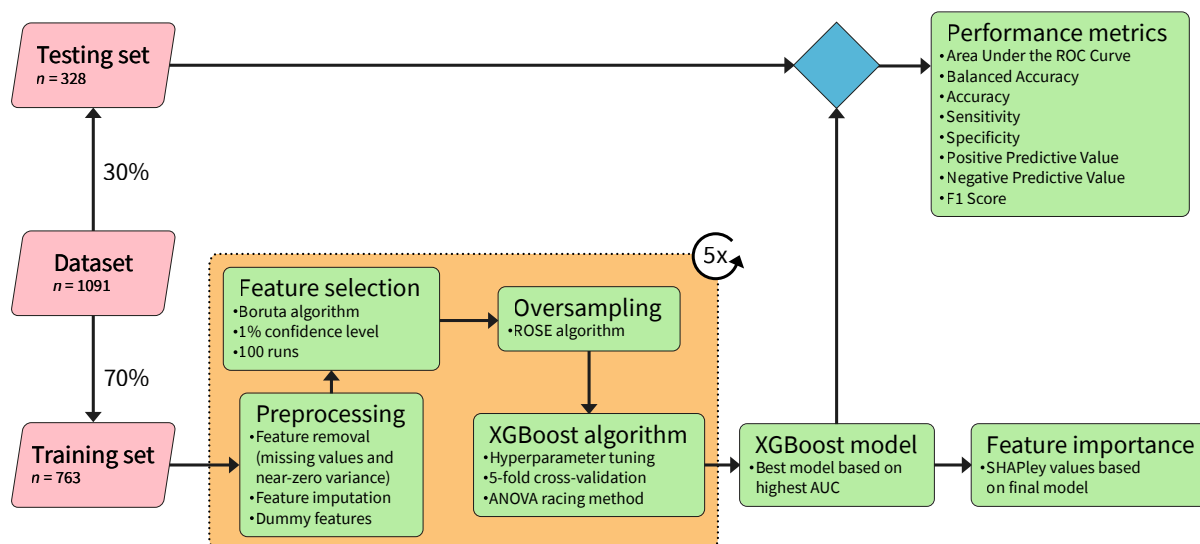 Testing set
n = 328
30%
Dataset
n = 1091
70%
Training set
n = 763
5x
Preprocessing
•Feature removal
(missing values and
near-zero variance)
•Feature imputation
•Dummy features
Feature selection
•Boruta algorithm
•1% confidence level
•100 runs
Oversampling
•ROSE algorithm
XGBoost algorithm
•Hyperparameter tuning
•5-fold cross-validation
•ANOVA racing method
XGBoost model
•Best model based on
highest AUC
Feature importance
•SHAPley values based
on final model
Performance metrics
•Area Under the ROC Curve
•Balanced Accuracy
•Accuracy
•Sensitivity
•Specificity
•Positive Predictive Value
•Negative Predictive Value
•F1 Score